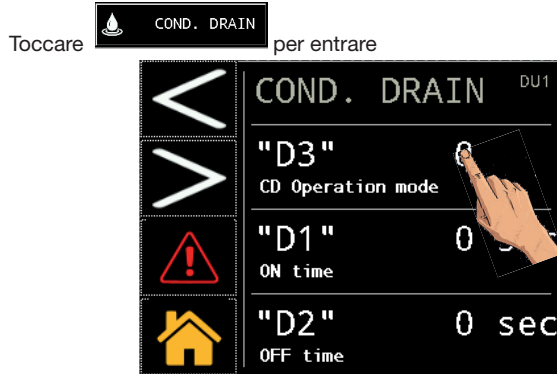 Toccare COND. DRAIN per entrare
COND. DRAIN DU1
"D3"
CD Operation mode
"D1" 0
ON time
"D2" 0 sec
OFF time